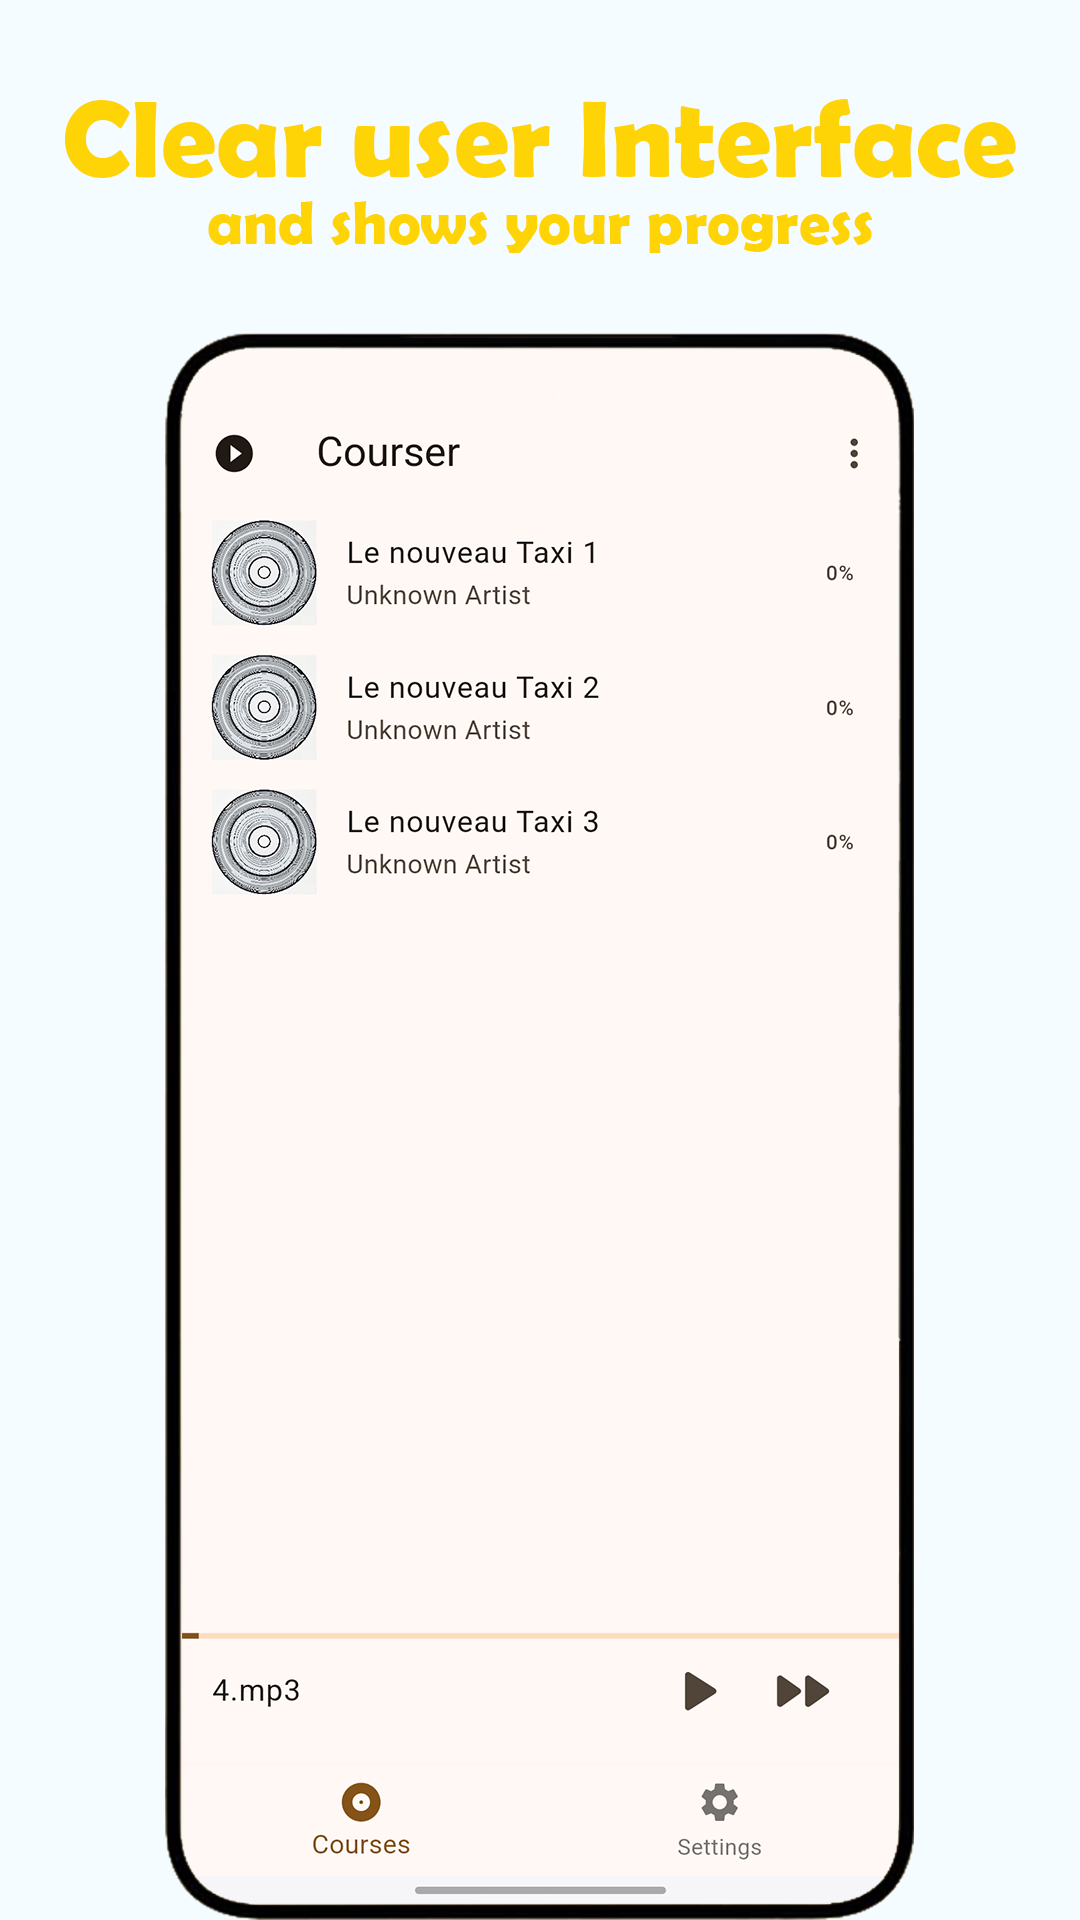 Clear user Interface
and shows your progress
Courser
Le nouveau Taxi 1
Unknown Artist
0%
Le nouveau Taxi 2
Unknown Artist
0%
Le nouveau Taxi 3
Unknown Artist
0%
4.mp3
Courses
Settings